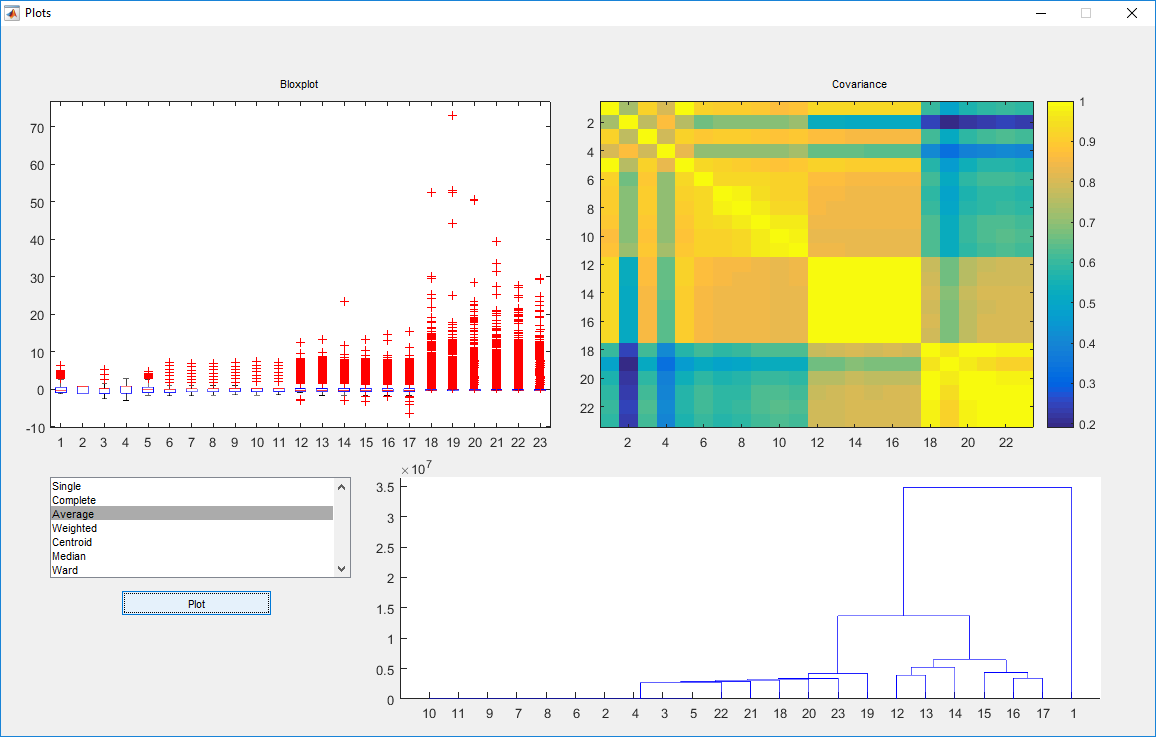 Plots
Bloxplot
Covariance
70
60
50
40
30
20
10
0
-10
1 2 3 4 5 6 7 8 9 10 11 12 13 14 15 16 17 18 19 20 21 22 23
2
4
6
8
10
12
14
16
18
20
22
2 4 6 8 10 12 14 16 18 20 22
1
0.9
0.8
0.7
0.6
0.5
0.4
0.3
0.2
Single
Complete
Average
Weighted
Centroid
Median
Ward
Plot
×10^7
3.5
3
2.5
2
1.5
1
0.5
0
10 11 9 7 8 6 2 4 3 5 22 21 18 20 23 19 12 13 14 15 16 17 1